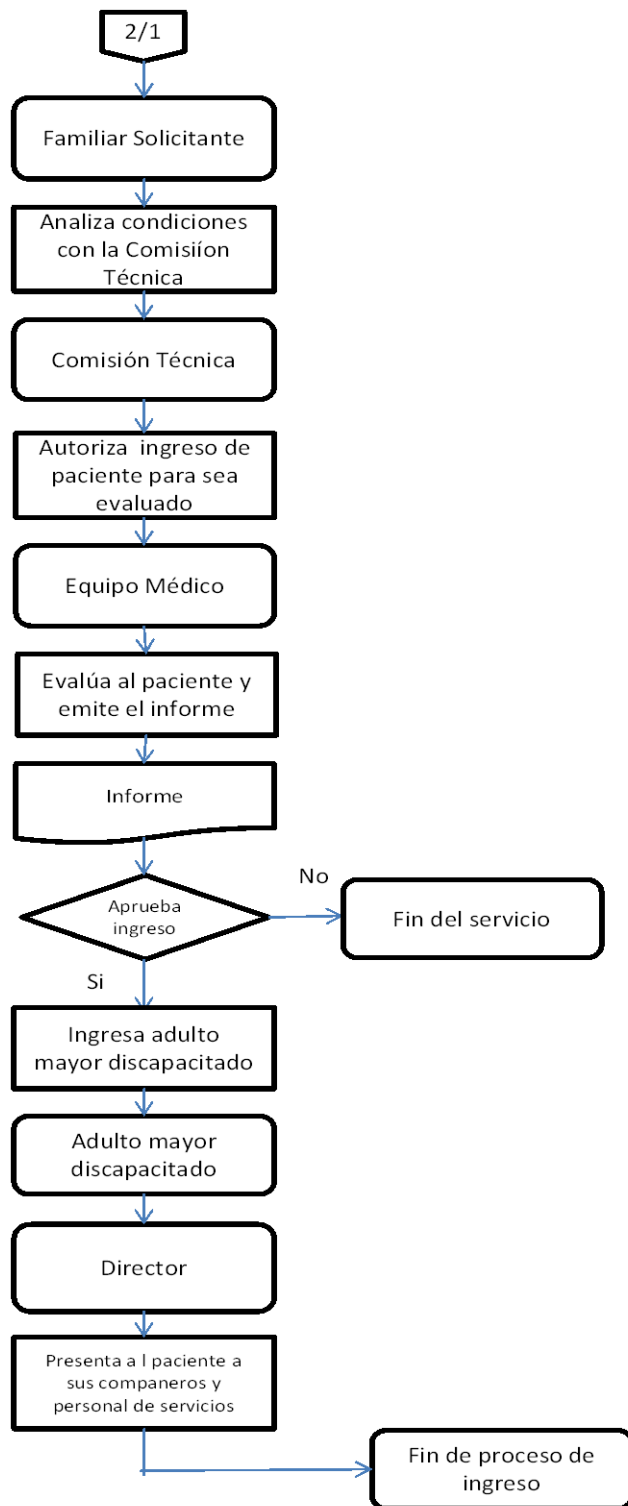 2/1
Familiar Solicitante
Analiza condiciones
con la Comisiíon
Técnica
Comisión Técnica
Autoriza ingreso de
paciente para sea
evaluado
Equipo Médico
Evalúa al paciente y
emite el informe
Informe
Aprueba
ingreso
No
Fin del servicio
Si
Ingresa adulto
mayor discapacitado
Adulto mayor
discapacitado
Director
Presenta a l paciente a
sus companeros y
personal de servicios
Fin de proceso de
ingreso